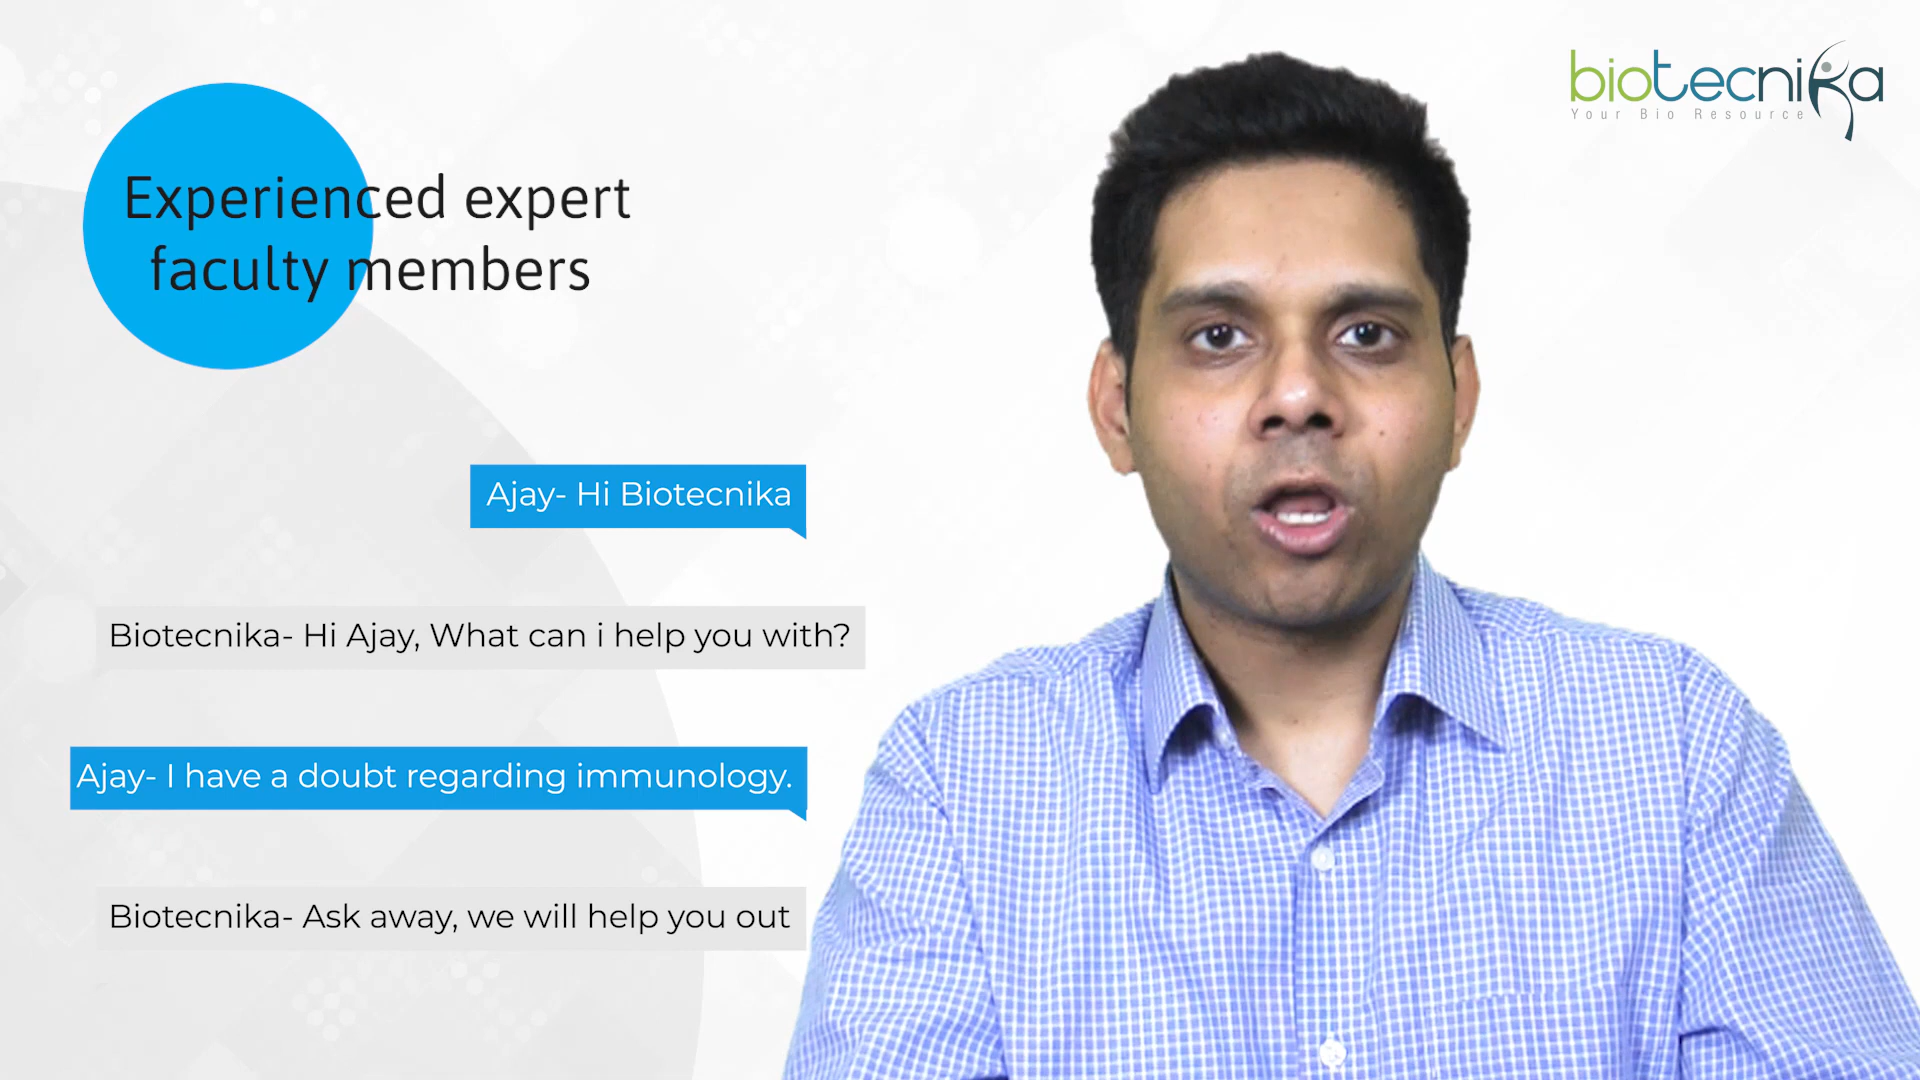 biotecnika
Your Bio Resource
Experienced expert
faculty members
Ajay- Hi Biotecnika
Biotecnika- Hi Ajay, What can i help you with?
Ajay- I have a doubt regarding immunology.
Biotecnika- Ask away, we will help you out